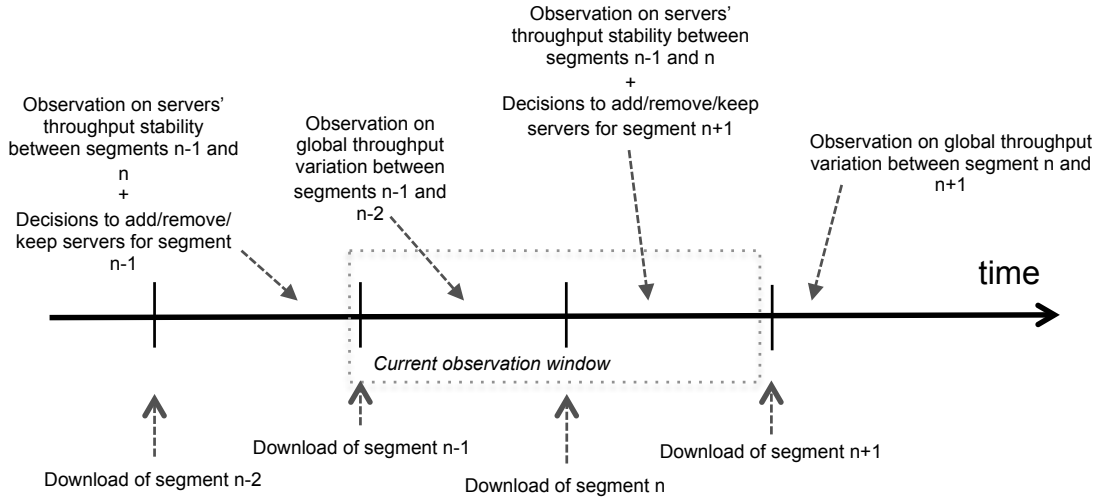 Observation on servers'
throughput stability
between segments n-1 and
n
+
Decisions to add/remove/
keep servers for segment
n-1
Observation on
global throughput
variation between
segments n-1 and
n-2
Observation on servers'
throughput stability between
segments n-1 and n
+
Decisions to add/remove/keep
servers for segment n+1
Observation on global throughput
variation between segment n and
n+1
time
Current observation window
Download of segment n-2
Download of segment n-1
Download of segment n
Download of segment n+1